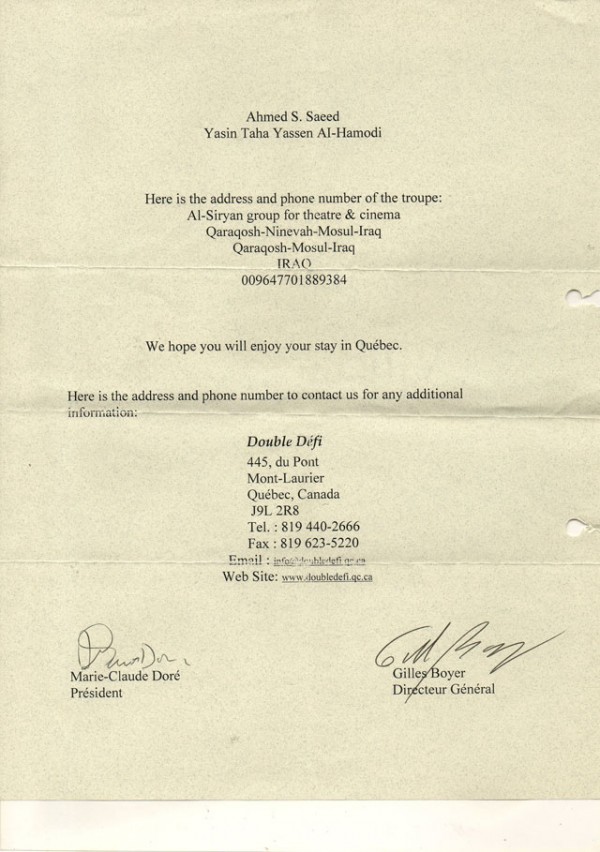 Ahmed S. Saeed
Yasin Taha Yassen Al-Hamodi
Here is the address and phone number of the troupe:
Al-Siryan group for theatre & cinema
Qaraqosh-Ninevah-Mosul-Iraq
Qaraqosh-Mosul-Iraq
IRAQ
009647701889384
We hope you will enjoy your stay in Québec.
Here is the address and phone number to contact us for any additional
information:
Double Défi
445, du Pont
Mont-Laurier
Québec, Canada
J9L 2R8
Tel. : 819 440-2666
Fax : 819 623-5220
Email : info@doubledefi.qc.ca
Web Site: www.doubledefi.qc.ca
Marie-Claude Doré
Président
Gilles Boyer
Directeur Général